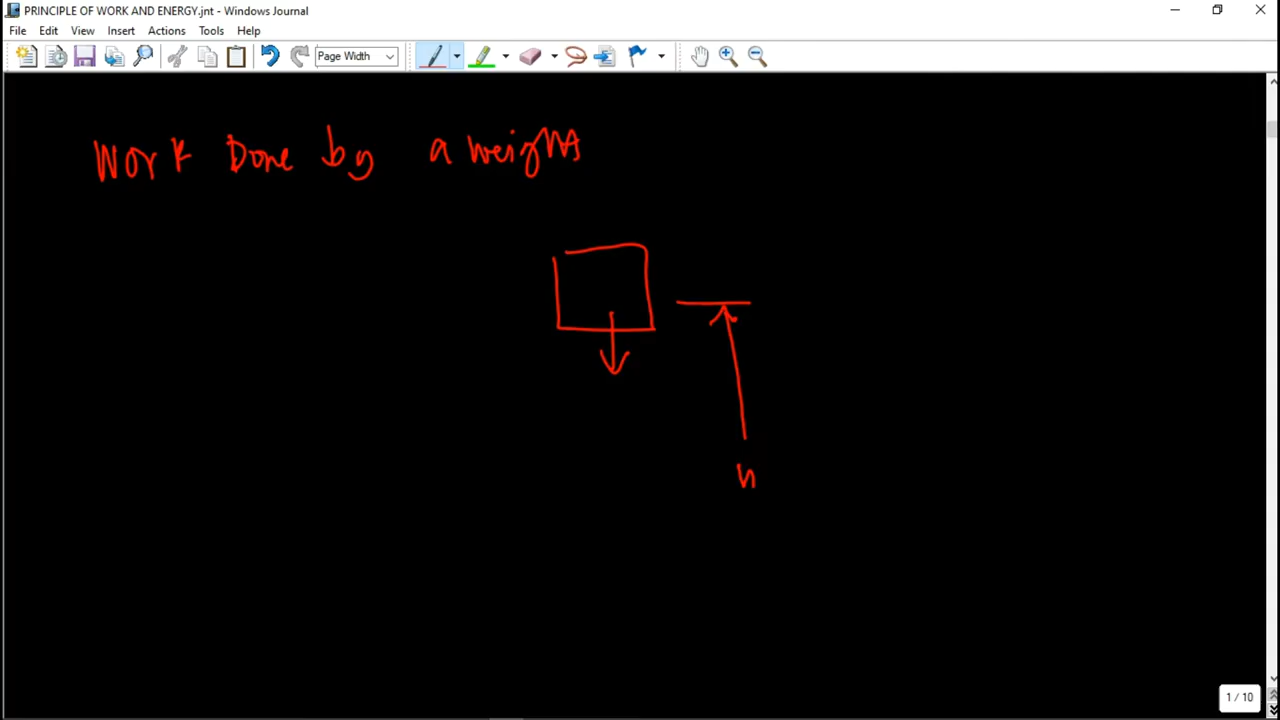 PRINCIPLE OF WORK AND ENERGY.jnt - Windows Journal
File Edit View Insert Actions Tools Help
Page Width
Work Done by a weight
h
1 / 10